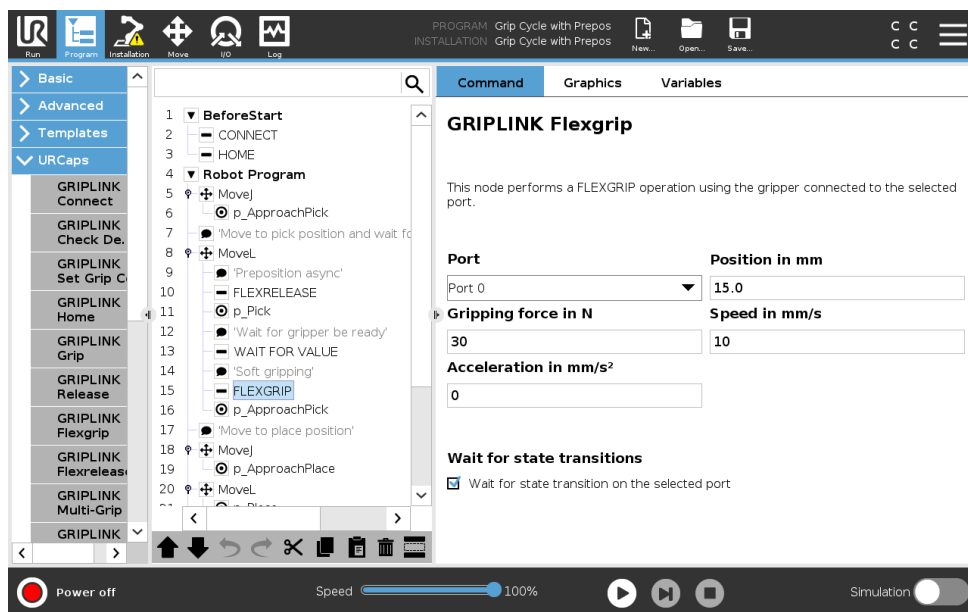 PROGRAM Grip Cycle with Prepos
INSTALLATION Grip Cycle with Prepos
Run
Program
Installation
Move
I/O
Log
New...
Open...
Save...
C C
C C
Basic
Advanced
Templates
URCaps
GRIPLINK
Connect
GRIPLINK
Check De.
GRIPLINK
Set Grip C
GRIPLINK
Home
GRIPLINK
Grip
GRIPLINK
Release
GRIPLINK
Flexgrip
GRIPLINK
Flexrelease
GRIPLINK
Multi-Grip
GRIPLINK
1 BeforeStart
2 CONNECT
3 HOME
4 Robot Program
5 MoveJ
6 p_ApproachPick
7 'Move to pick position and wait fo
8 MoveL
9 'Preposition async'
10 FLEXRELEASE
11 p_Pick
12 'Wait for gripper be ready'
13 WAIT FOR VALUE
14 'Soft gripping'
15 FLEXGRIP
16 p_ApproachPick
17 'Move to place position'
18 MoveJ
19 p_ApproachPlace
20 MoveL
21 p_Place
Command Graphics Variables
GRIPLINK Flexgrip
This node performs a FLEXGRIP operation using the gripper connected to the selected
port.
Port Position in mm
Port 0 15.0
Gripping force in N Speed in mm/s
30 10
Acceleration in mm/s²
0
Wait for state transitions
Wait for state transition on the selected port
Power off
Speed 100%
Simulation